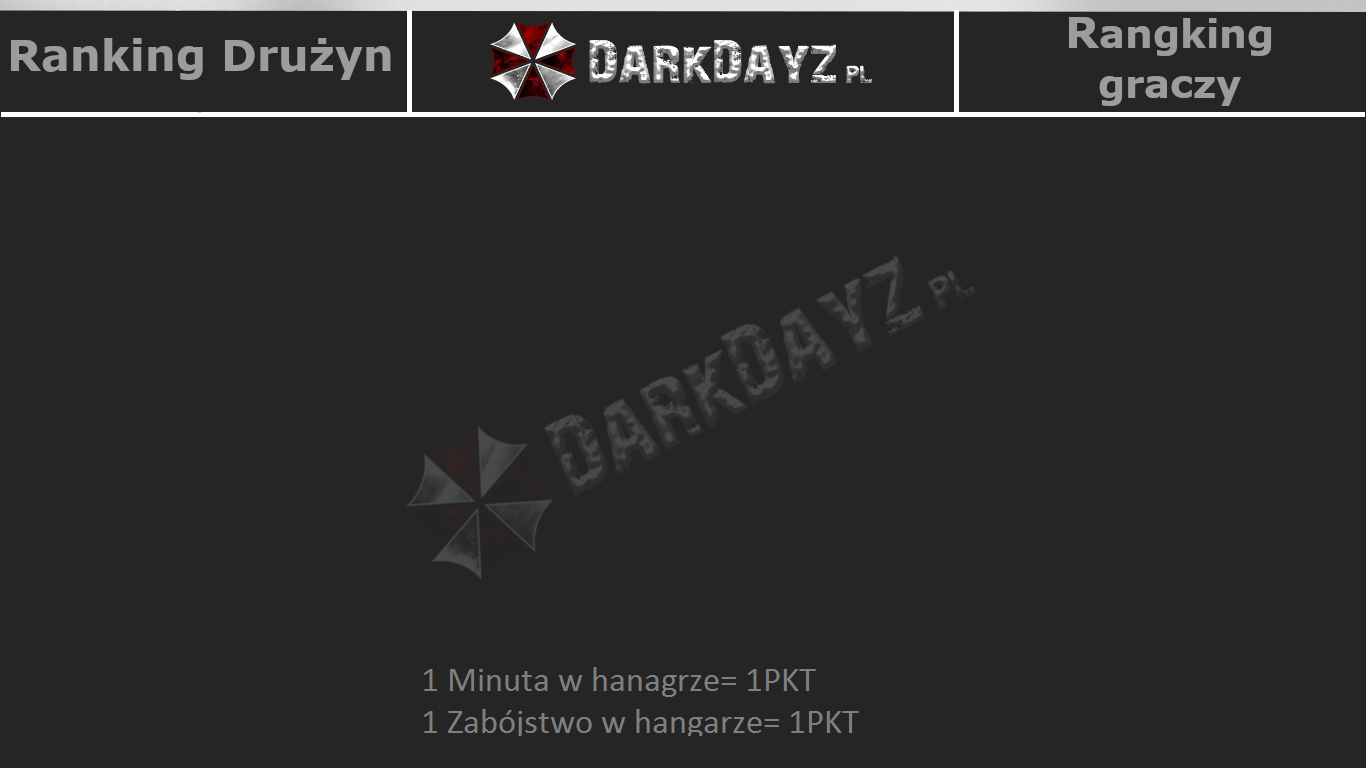 Ranking Drużyn
DARKDAYZ PL
Rangking
graczy
DARKDAYZ PL
1 Minuta w hanagrze= 1PKT
1 Zabójstwo w hangarze= 1PKT